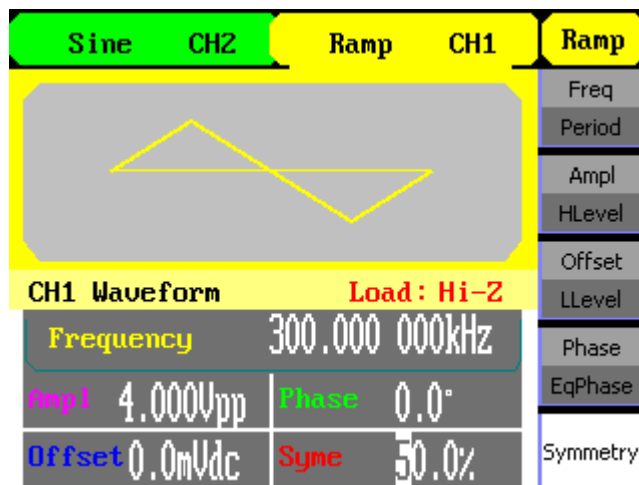 Sine CH2 Ramp CH1 Ramp
Freq
Period
Ampl
HLevel
Offset
LLevel
Phase
EqPhase
Symmetry
CH1 Waveform Load: Hi-Z
Frequency 300.000 000kHz
Ampl 4.000Vpp Phase 0.0°
Offset 0.0mVdc Syme 50.0%